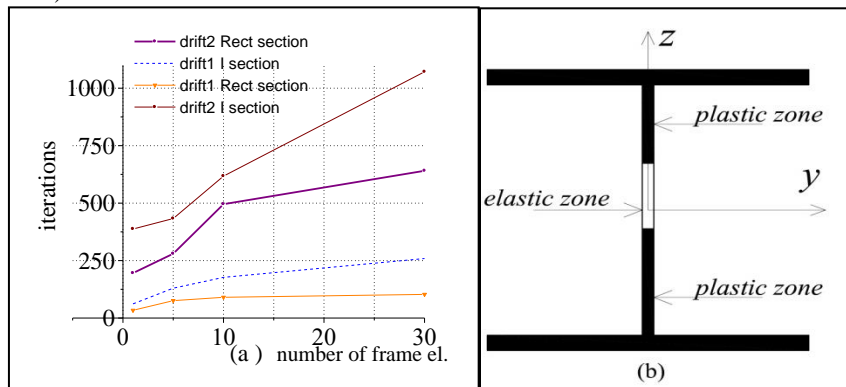 drift2 Rect section
drift1 I section
drift1 Rect section
drift2 I section
1000
750
500
250
0
iterations
0 10 20 30
(a ) number of frame el.
z
plastic zone
y
elastic zone
plastic zone
(b)